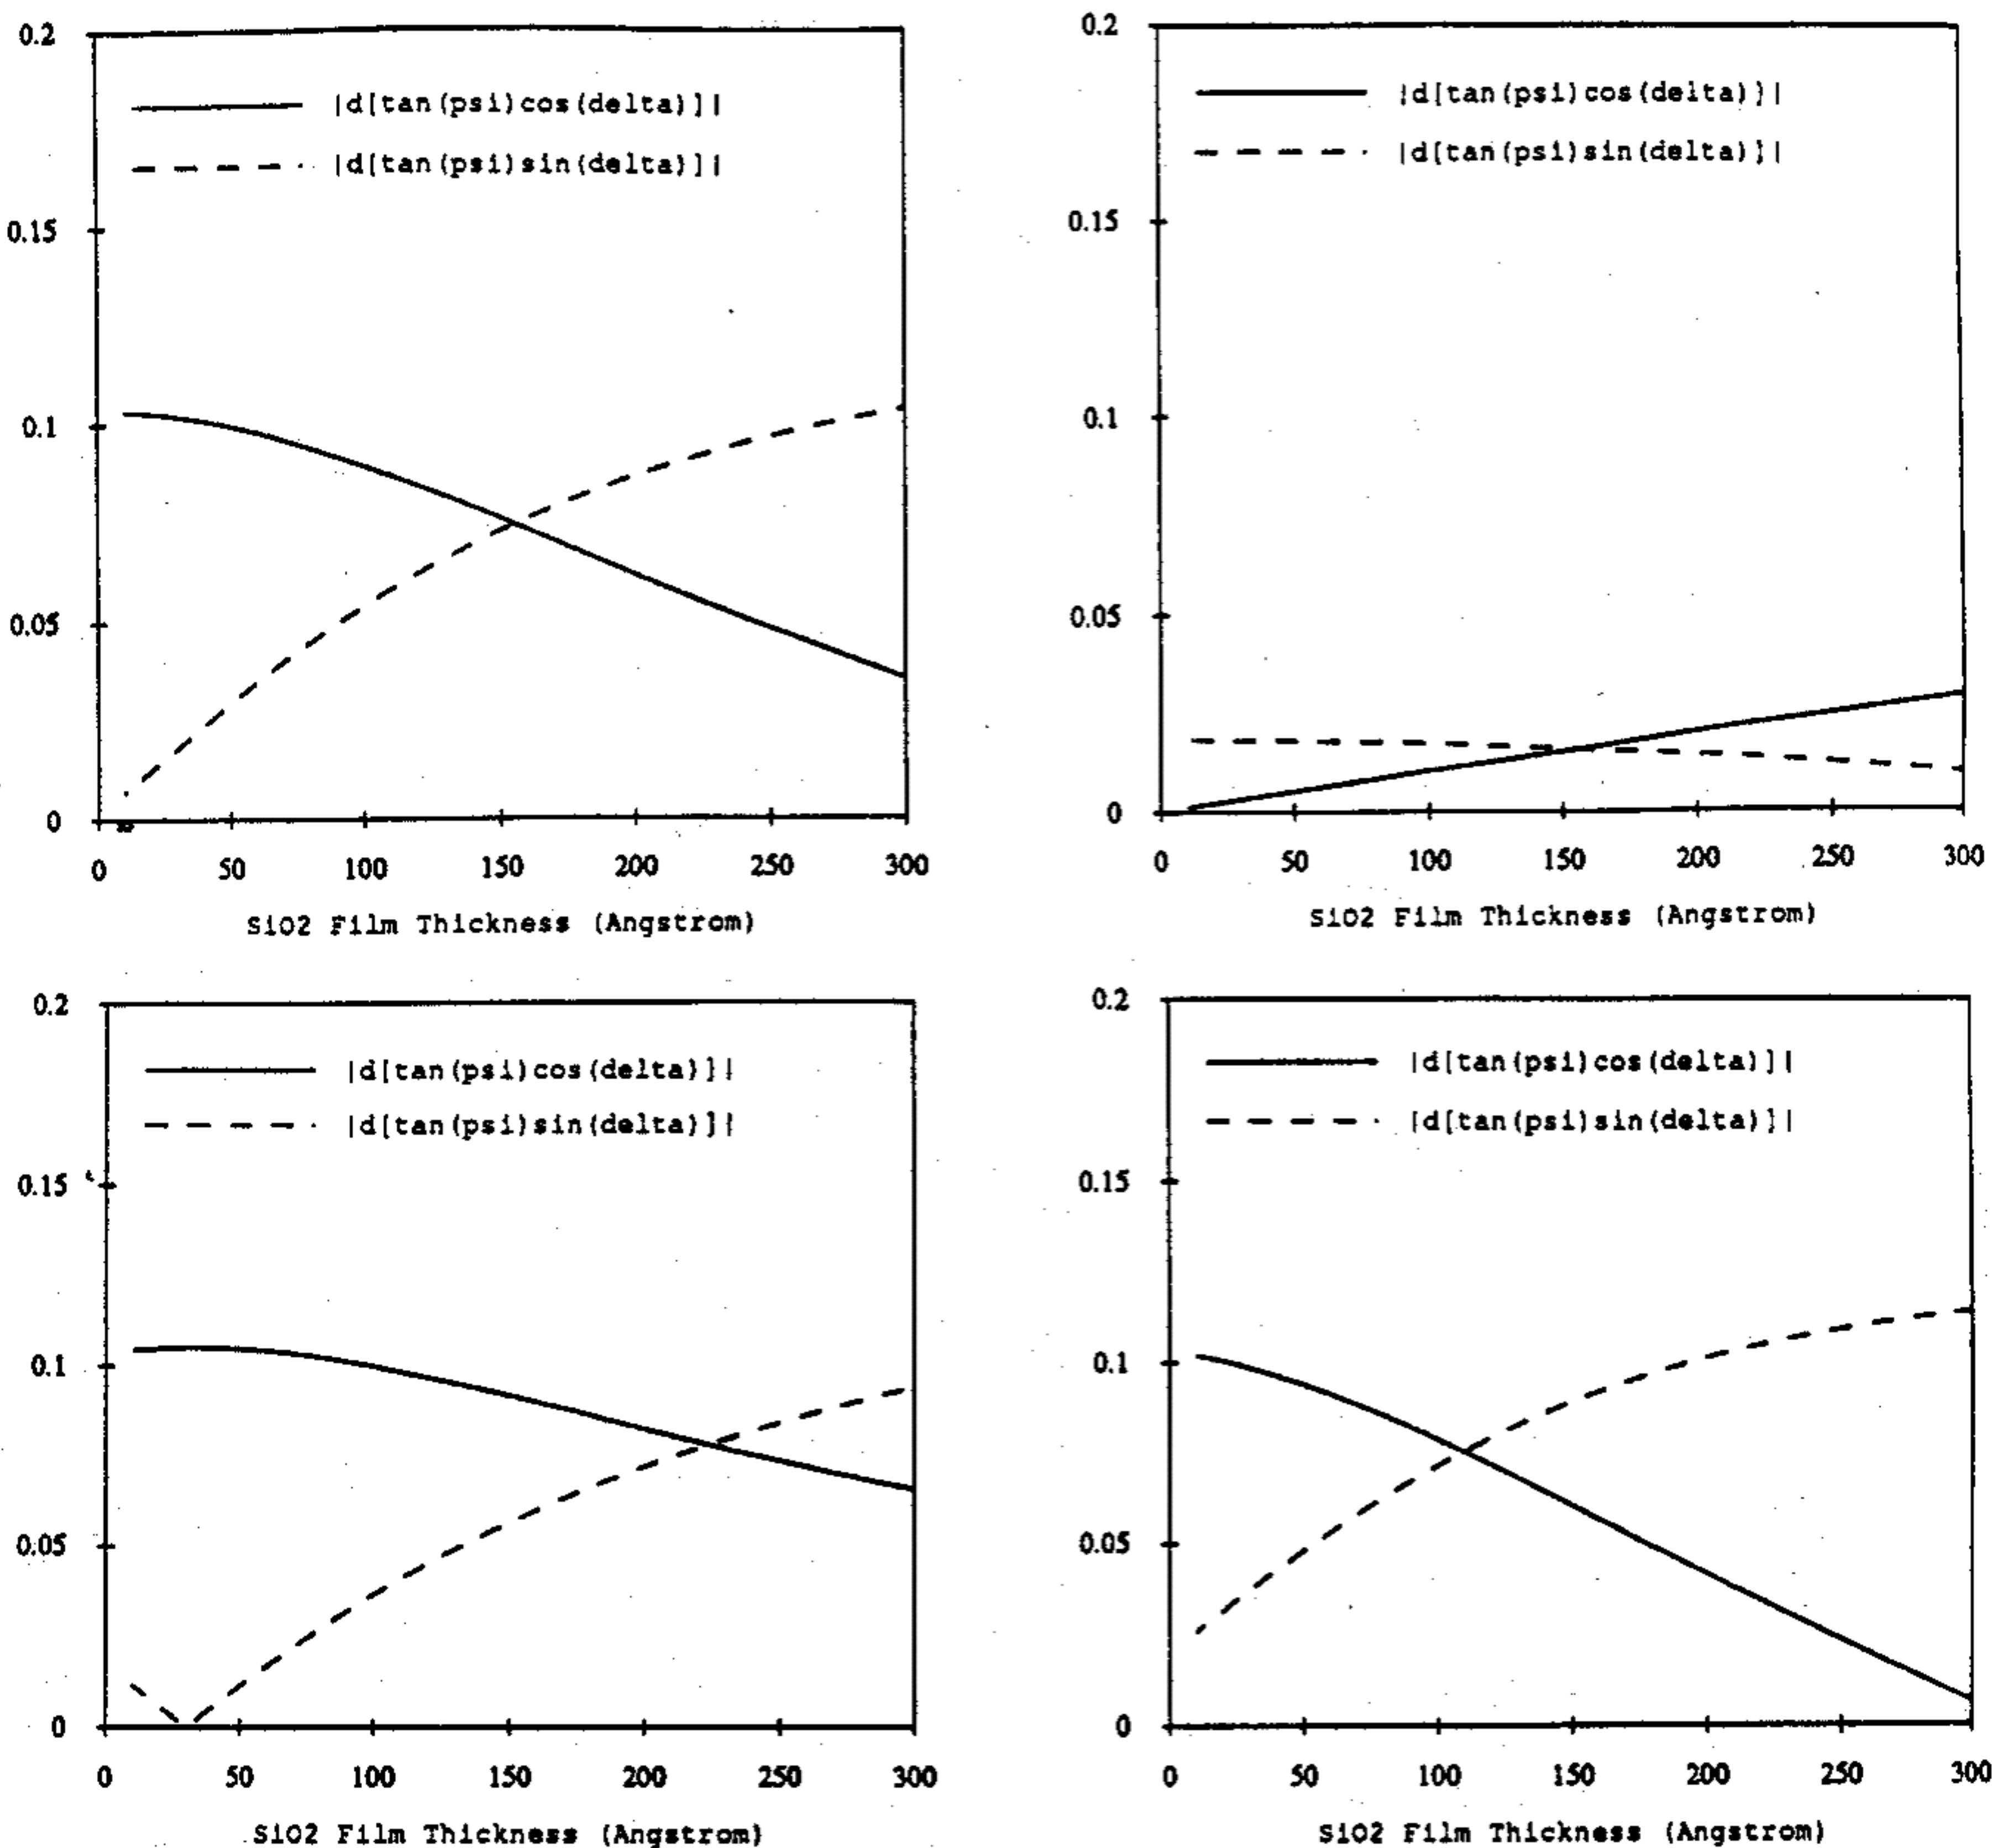 0.2
|d[tan(psi)cos(delta)]|
|d[tan(psi)sin(delta)]|
0.15
0.1
0.05
0
0 50 100 150 200 250 300
SiO2 Film Thickness (Angstrom)
0.2
|d[tan(psi)cos(delta)]|
|d[tan(psi)sin(delta)]|
0.15
0.1
0.05
0
0 50 100 150 200 250 300
SiO2 Film Thickness (Angstrom)
0.2
|d[tan(psi)cos(delta)]|
|d[tan(psi)sin(delta)]|
0.15
0.1
0.05
0
0 50 100 150 200 250 300
SiO2 Film Thickness (Angstrom)
0.2
|d[tan(psi)cos(delta)]|
|d[tan(psi)sin(delta)]|
0.15
0.1
0.05
0
0 50 100 150 200 250 300
SiO2 Film Thickness (Angstrom)